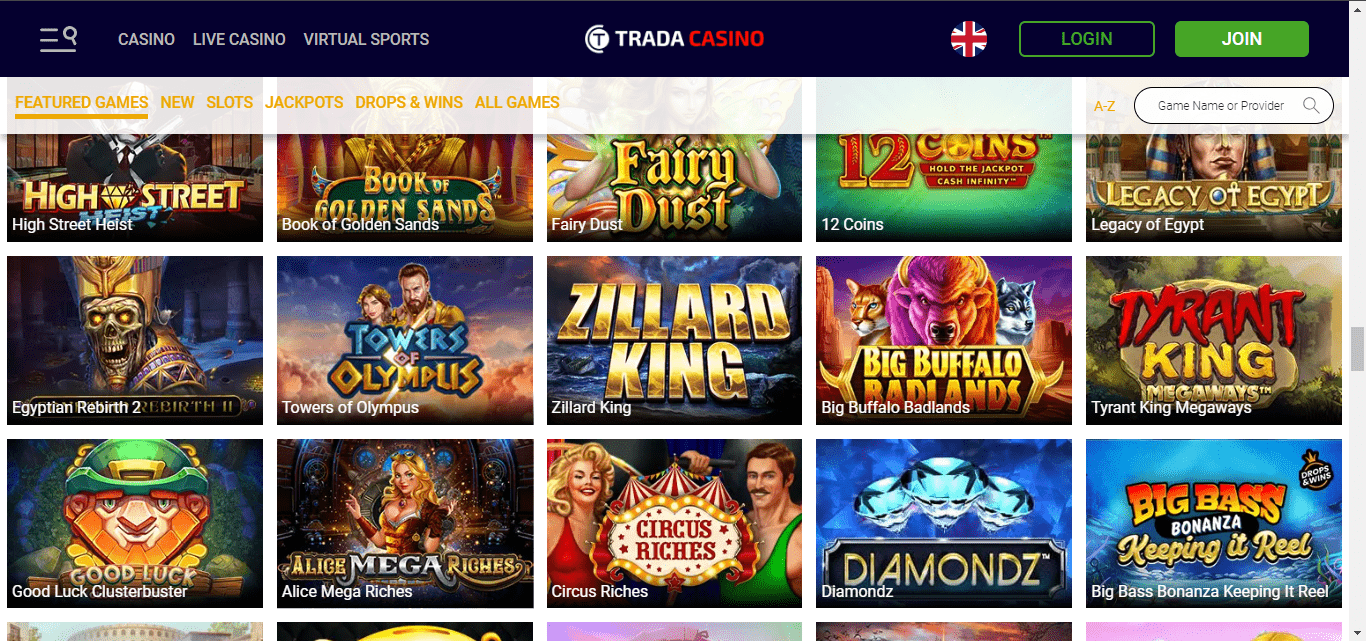 CASINO LIVE CASINO VIRTUAL SPORTS
TRADA CASINO
LOGIN
JOIN
FEATURED GAMES NEW SLOTS JACKPOTS DROPS & WINS ALL GAMES
A-Z
Game Name or Provider
HIGH STREET
HEIST
High Street Heist
BOOK OF
GOLDEN SANDS™
Book of Golden Sands
Fairy
Dust
Fairy Dust
12 COINS™
HOLD THE JACKPOT
CASH INFINITY™
12 Coins
LEGACY OF EGYPT
Legacy of Egypt
REBIRTH II
Egyptian Rebirth 2
TOWERS
OF
OLYMPUS
Towers of Olympus
ZILLARD
KING
Zillard King
BIG BUFFALO
BADLANDS
Big Buffalo Badlands
TYRANT
KING
MEGAWAYS™
Tyrant King Megaways
GOOD LUCK
Good Luck Clusterbuster
ALICE MEGA RICHES
Alice Mega Riches
CIRCUS
RICHES
Circus Riches
DIAMONDZ™
Diamondz
DROPS
& WINS
BIG BASS
BONANZA
Keeping it Reel
Big Bass Bonanza Keeping It Reel